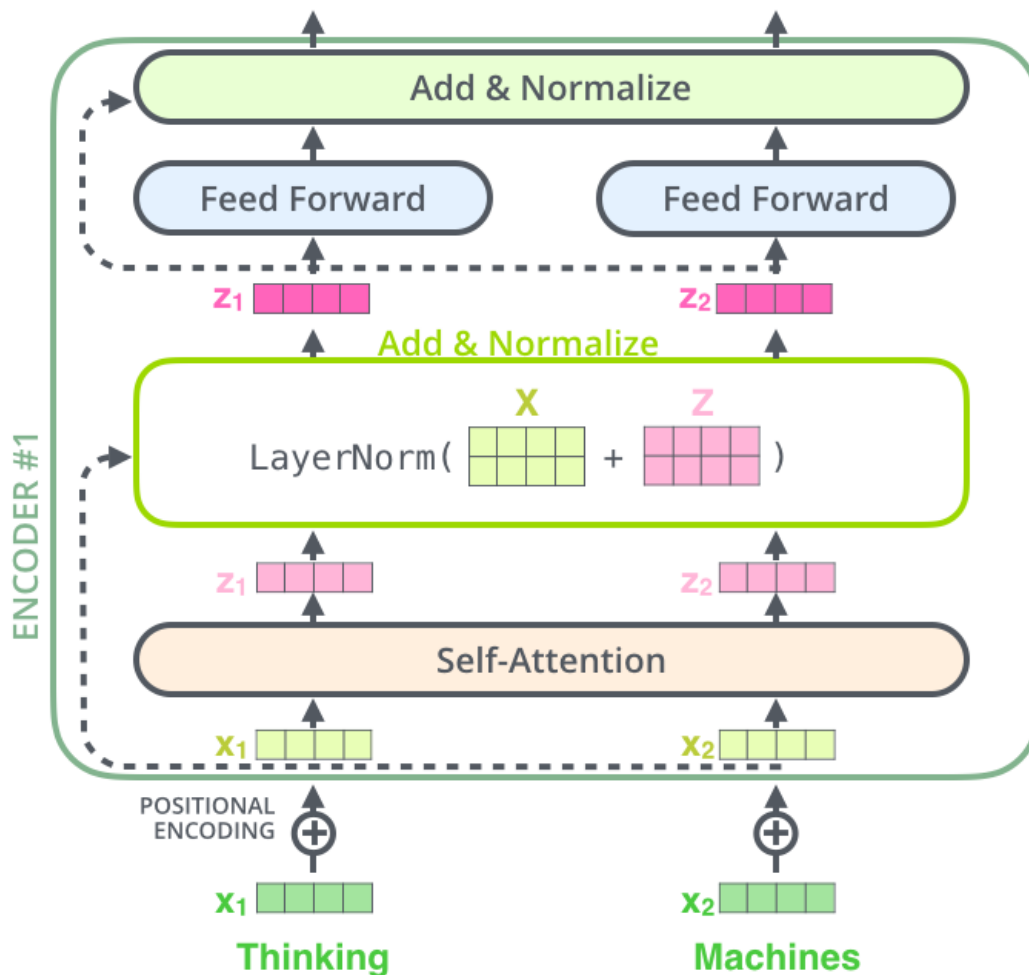 Add & Normalize
Feed Forward Feed Forward
z₁ z₂
Add & Normalize
X Z
LayerNorm( + )
ENCODER #1
z₁ z₂
Self-Attention
x₁ x₂
POSITIONAL
ENCODING
+ +
x₁ x₂
Thinking Machines